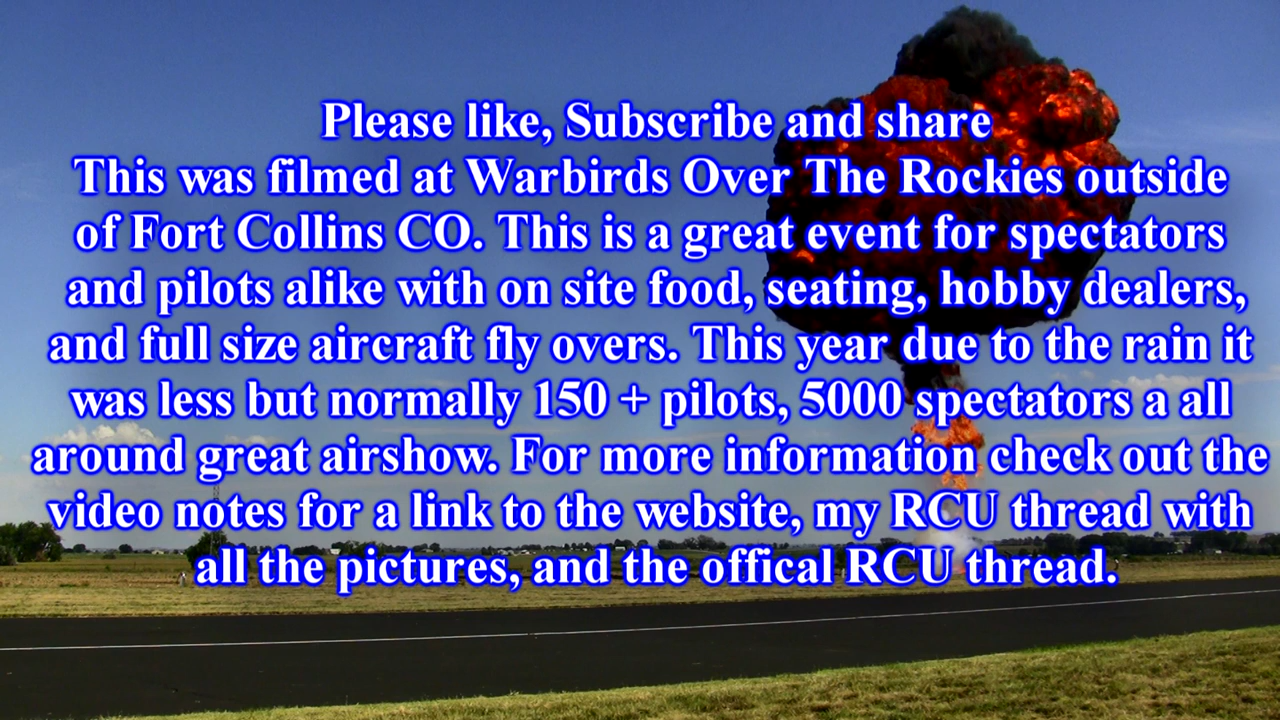 Please like, Subscribe and share
This was filmed at Warbirds Over The Rockies outside
of Fort Collins CO. This is a great event for spectators
and pilots alike with on site food, seating, hobby dealers,
and full size aircraft fly overs. This year due to the rain it
was less but normally 150 + pilots, 5000 spectators a all
around great airshow. For more information check out the
video notes for a link to the website, my RCU thread with
all the pictures, and the offical RCU thread.